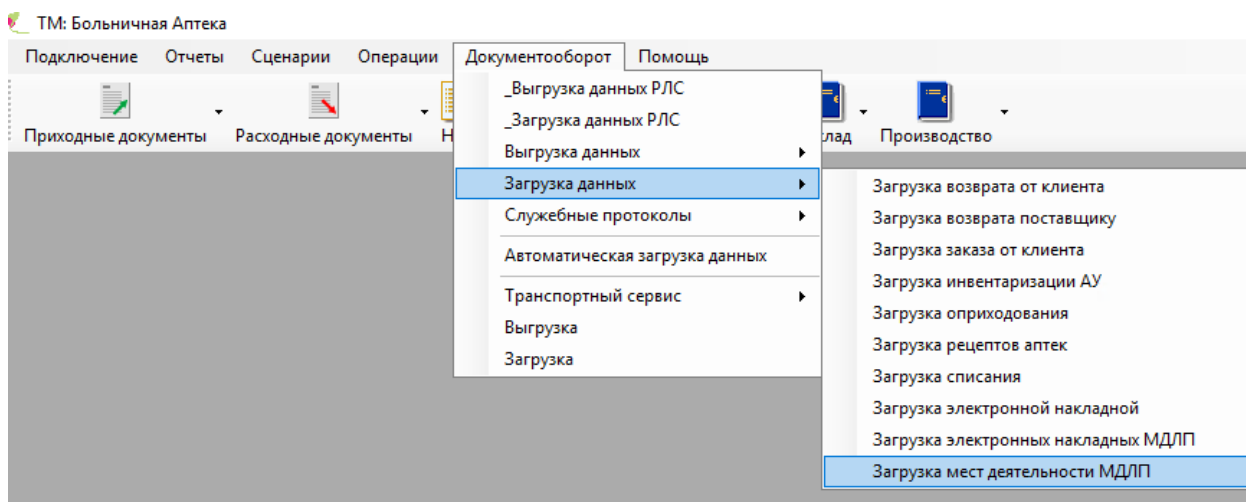 ТМ: Больничная Аптека
Подключение Отчеты Сценарии Операции Документооборот Помощь
Приходные документы Расходные документы Производство
_Выгрузка данных РЛС
_Загрузка данных РЛС
Выгрузка данных
Загрузка данных
Служебные протоколы
Автоматическая загрузка данных
Транспортный сервис
Выгрузка
Загрузка
Загрузка возврата от клиента
Загрузка возврата поставщику
Загрузка заказа от клиента
Загрузка инвентаризации АУ
Загрузка оприходования
Загрузка рецептов аптек
Загрузка списания
Загрузка электронной накладной
Загрузка электронных накладных МДЛП
Загрузка мест деятельности МДЛП